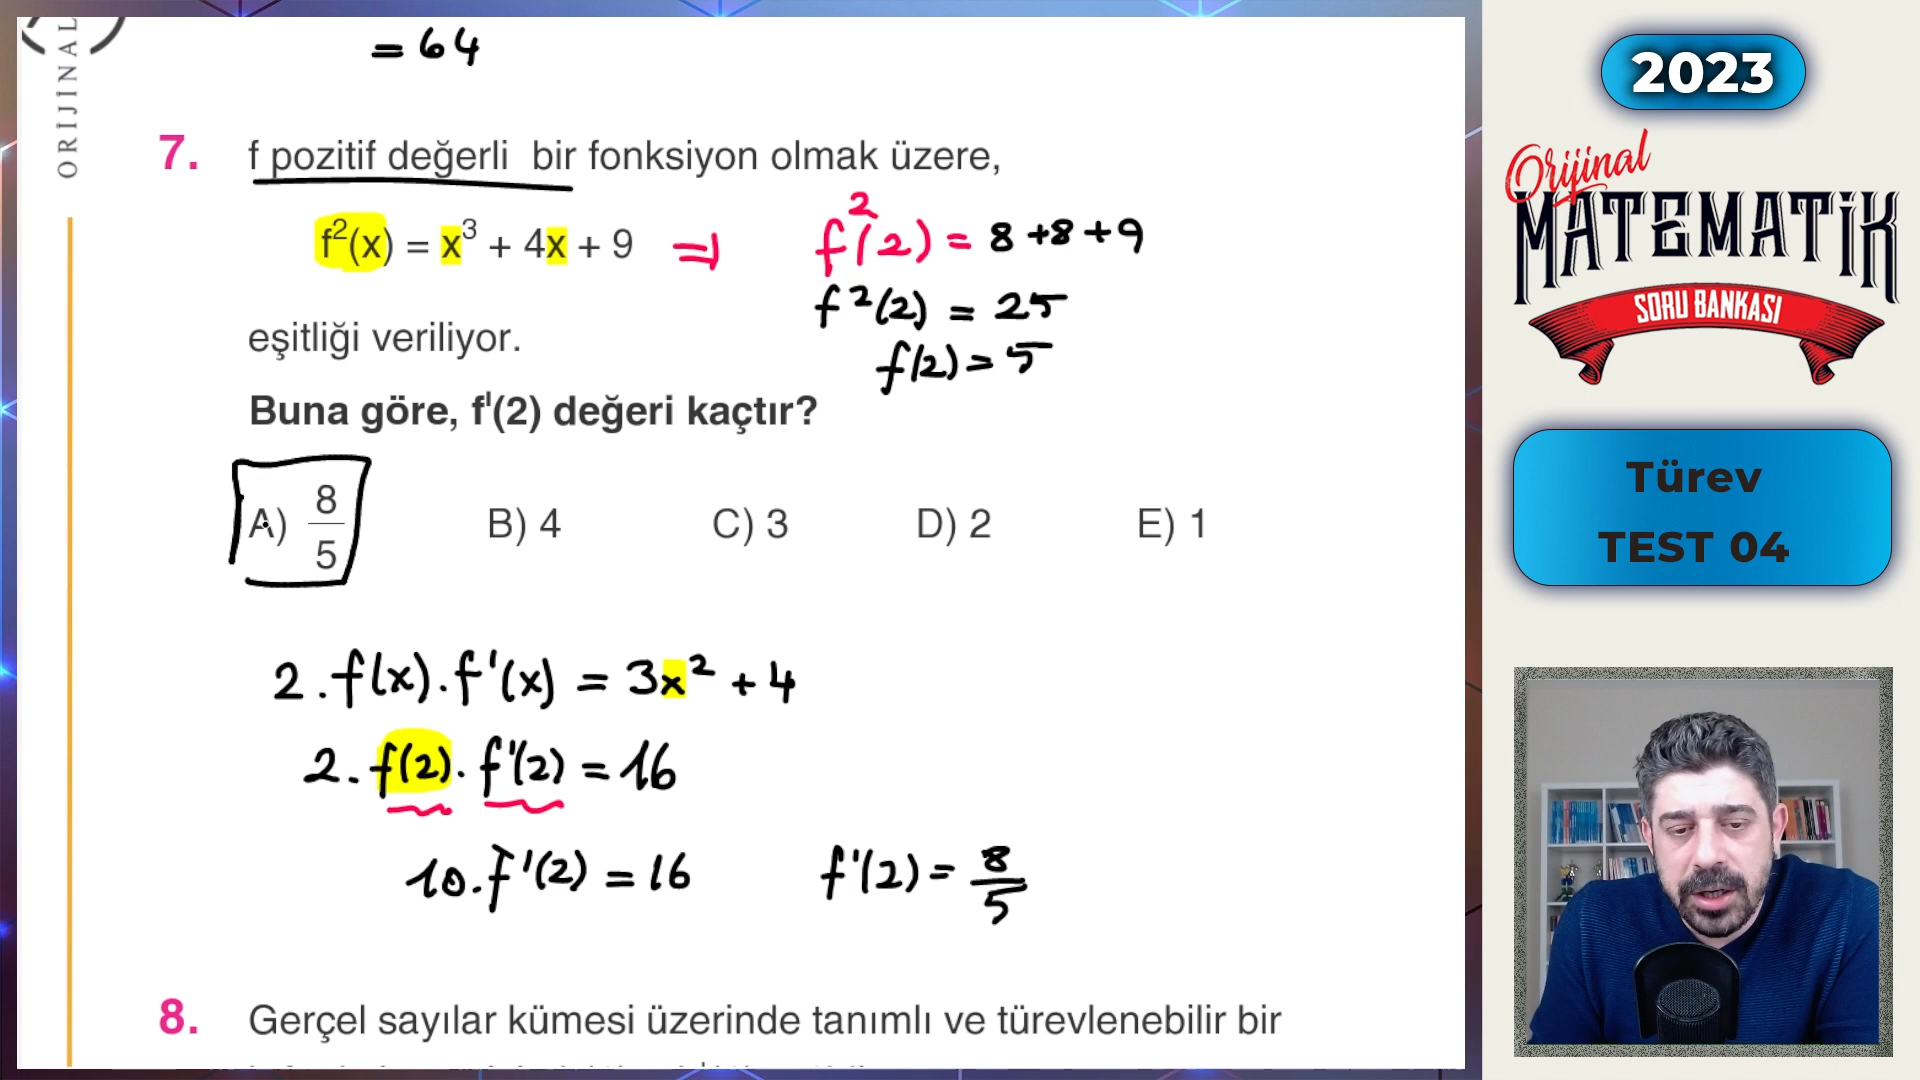 = 64
ORİJİNAL
7. f pozitif değerli bir fonksiyon olmak üzere,
f²(x) = x³ + 4x + 9 ⇒ f²(2) = 8 + 8 + 9
f²(2) = 25
eşitliği veriliyor.
f(2) = 5
Buna göre, f'(2) değeri kaçtır?
A) 8/5 B) 4 C) 3 D) 2 E) 1
2 . f(x) . f'(x) = 3x² + 4
2 . f(2) . f'(2) = 16
10 . f'(2) = 16 f'(2) = 8/5
8. Gerçel sayılar kümesi üzerinde tanımlı ve türevlenebilir bir
2023
Orijinal
MATEMATİK
SORU BANKASI
Türev
TEST 04